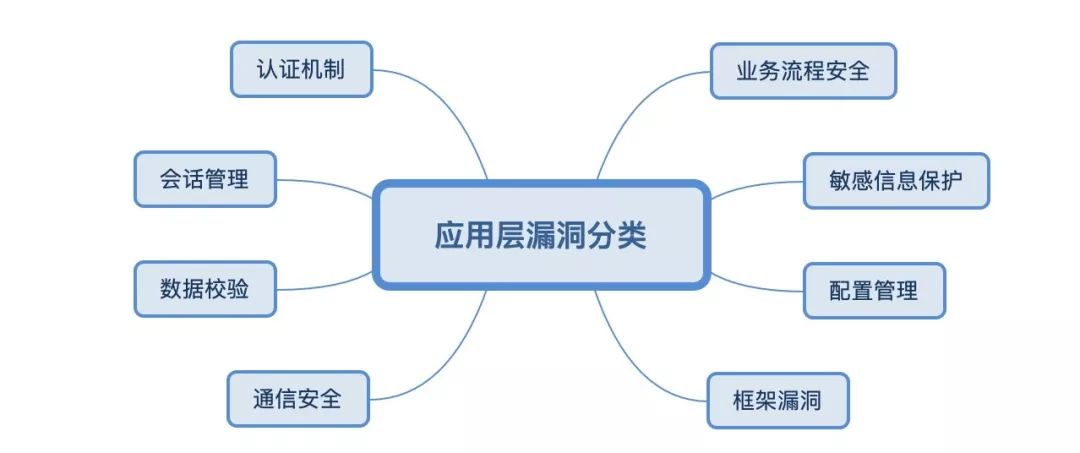 认证机制
业务流程安全
会话管理
敏感信息保护
应用层漏洞分类
数据校验
配置管理
通信安全
框架漏洞